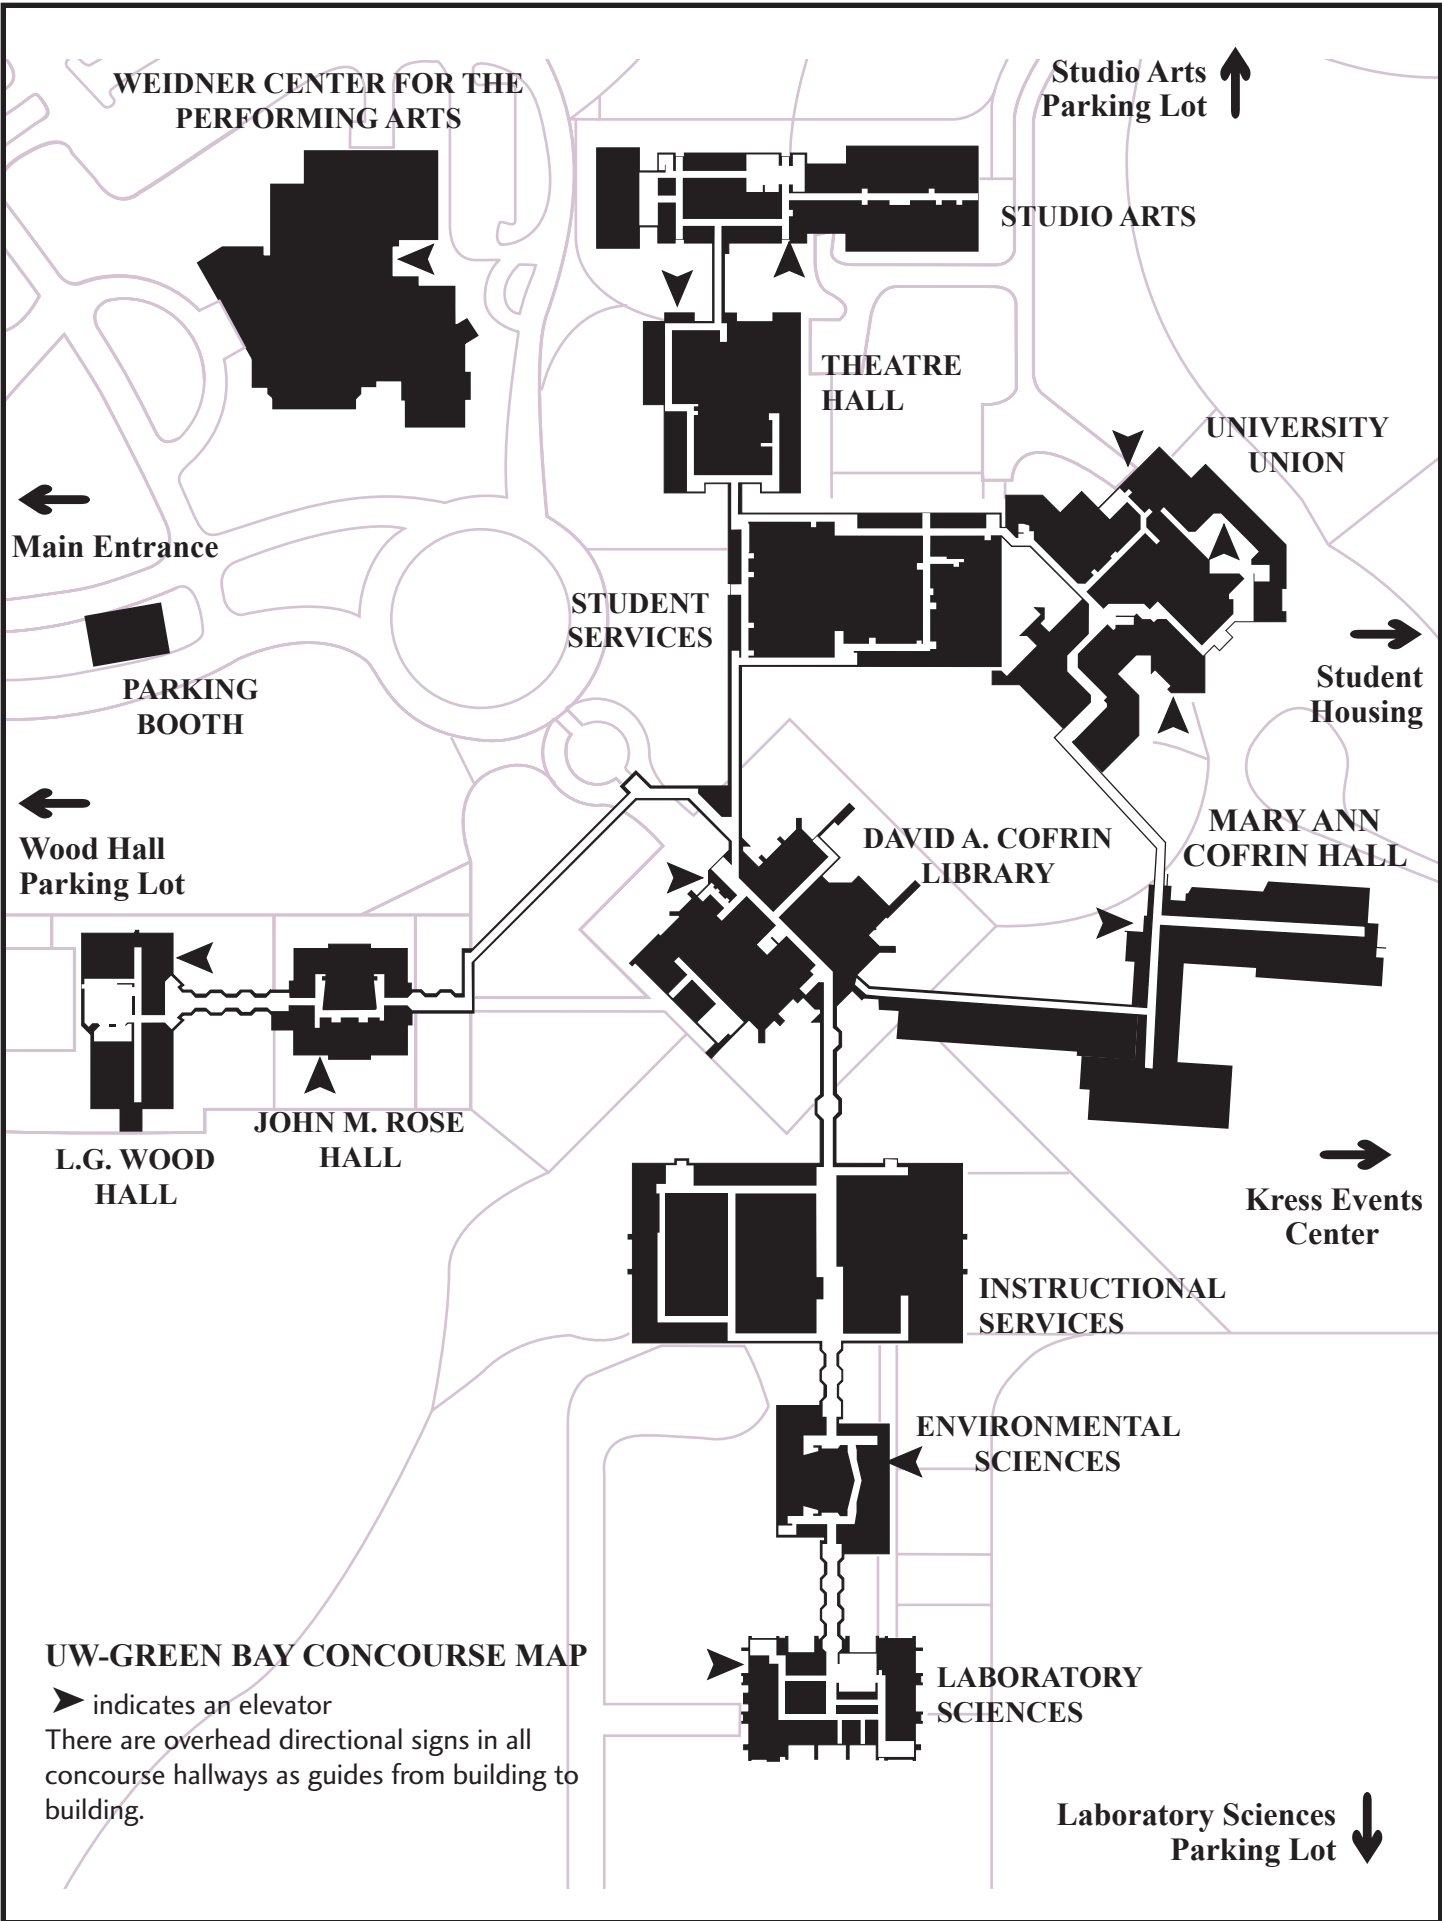 WEIDNER CENTER FOR THE
PERFORMING ARTS
Studio Arts
Parking Lot
STUDIO ARTS
THEATRE
HALL
UNIVERSITY
UNION
Main Entrance
STUDENT
SERVICES
PARKING
BOOTH
Student
Housing
Wood Hall
Parking Lot
DAVID A. COFRIN
LIBRARY
MARY ANN
COFRIN HALL
JOHN M. ROSE
HALL
L.G. WOOD
HALL
Kress Events
Center
INSTRUCTIONAL
SERVICES
ENVIRONMENTAL
SCIENCES
LABORATORY
SCIENCES
UW-GREEN BAY CONCOURSE MAP
indicates an elevator
There are overhead directional signs in all
concourse hallways as guides from building to
building.
Laboratory Sciences
Parking Lot